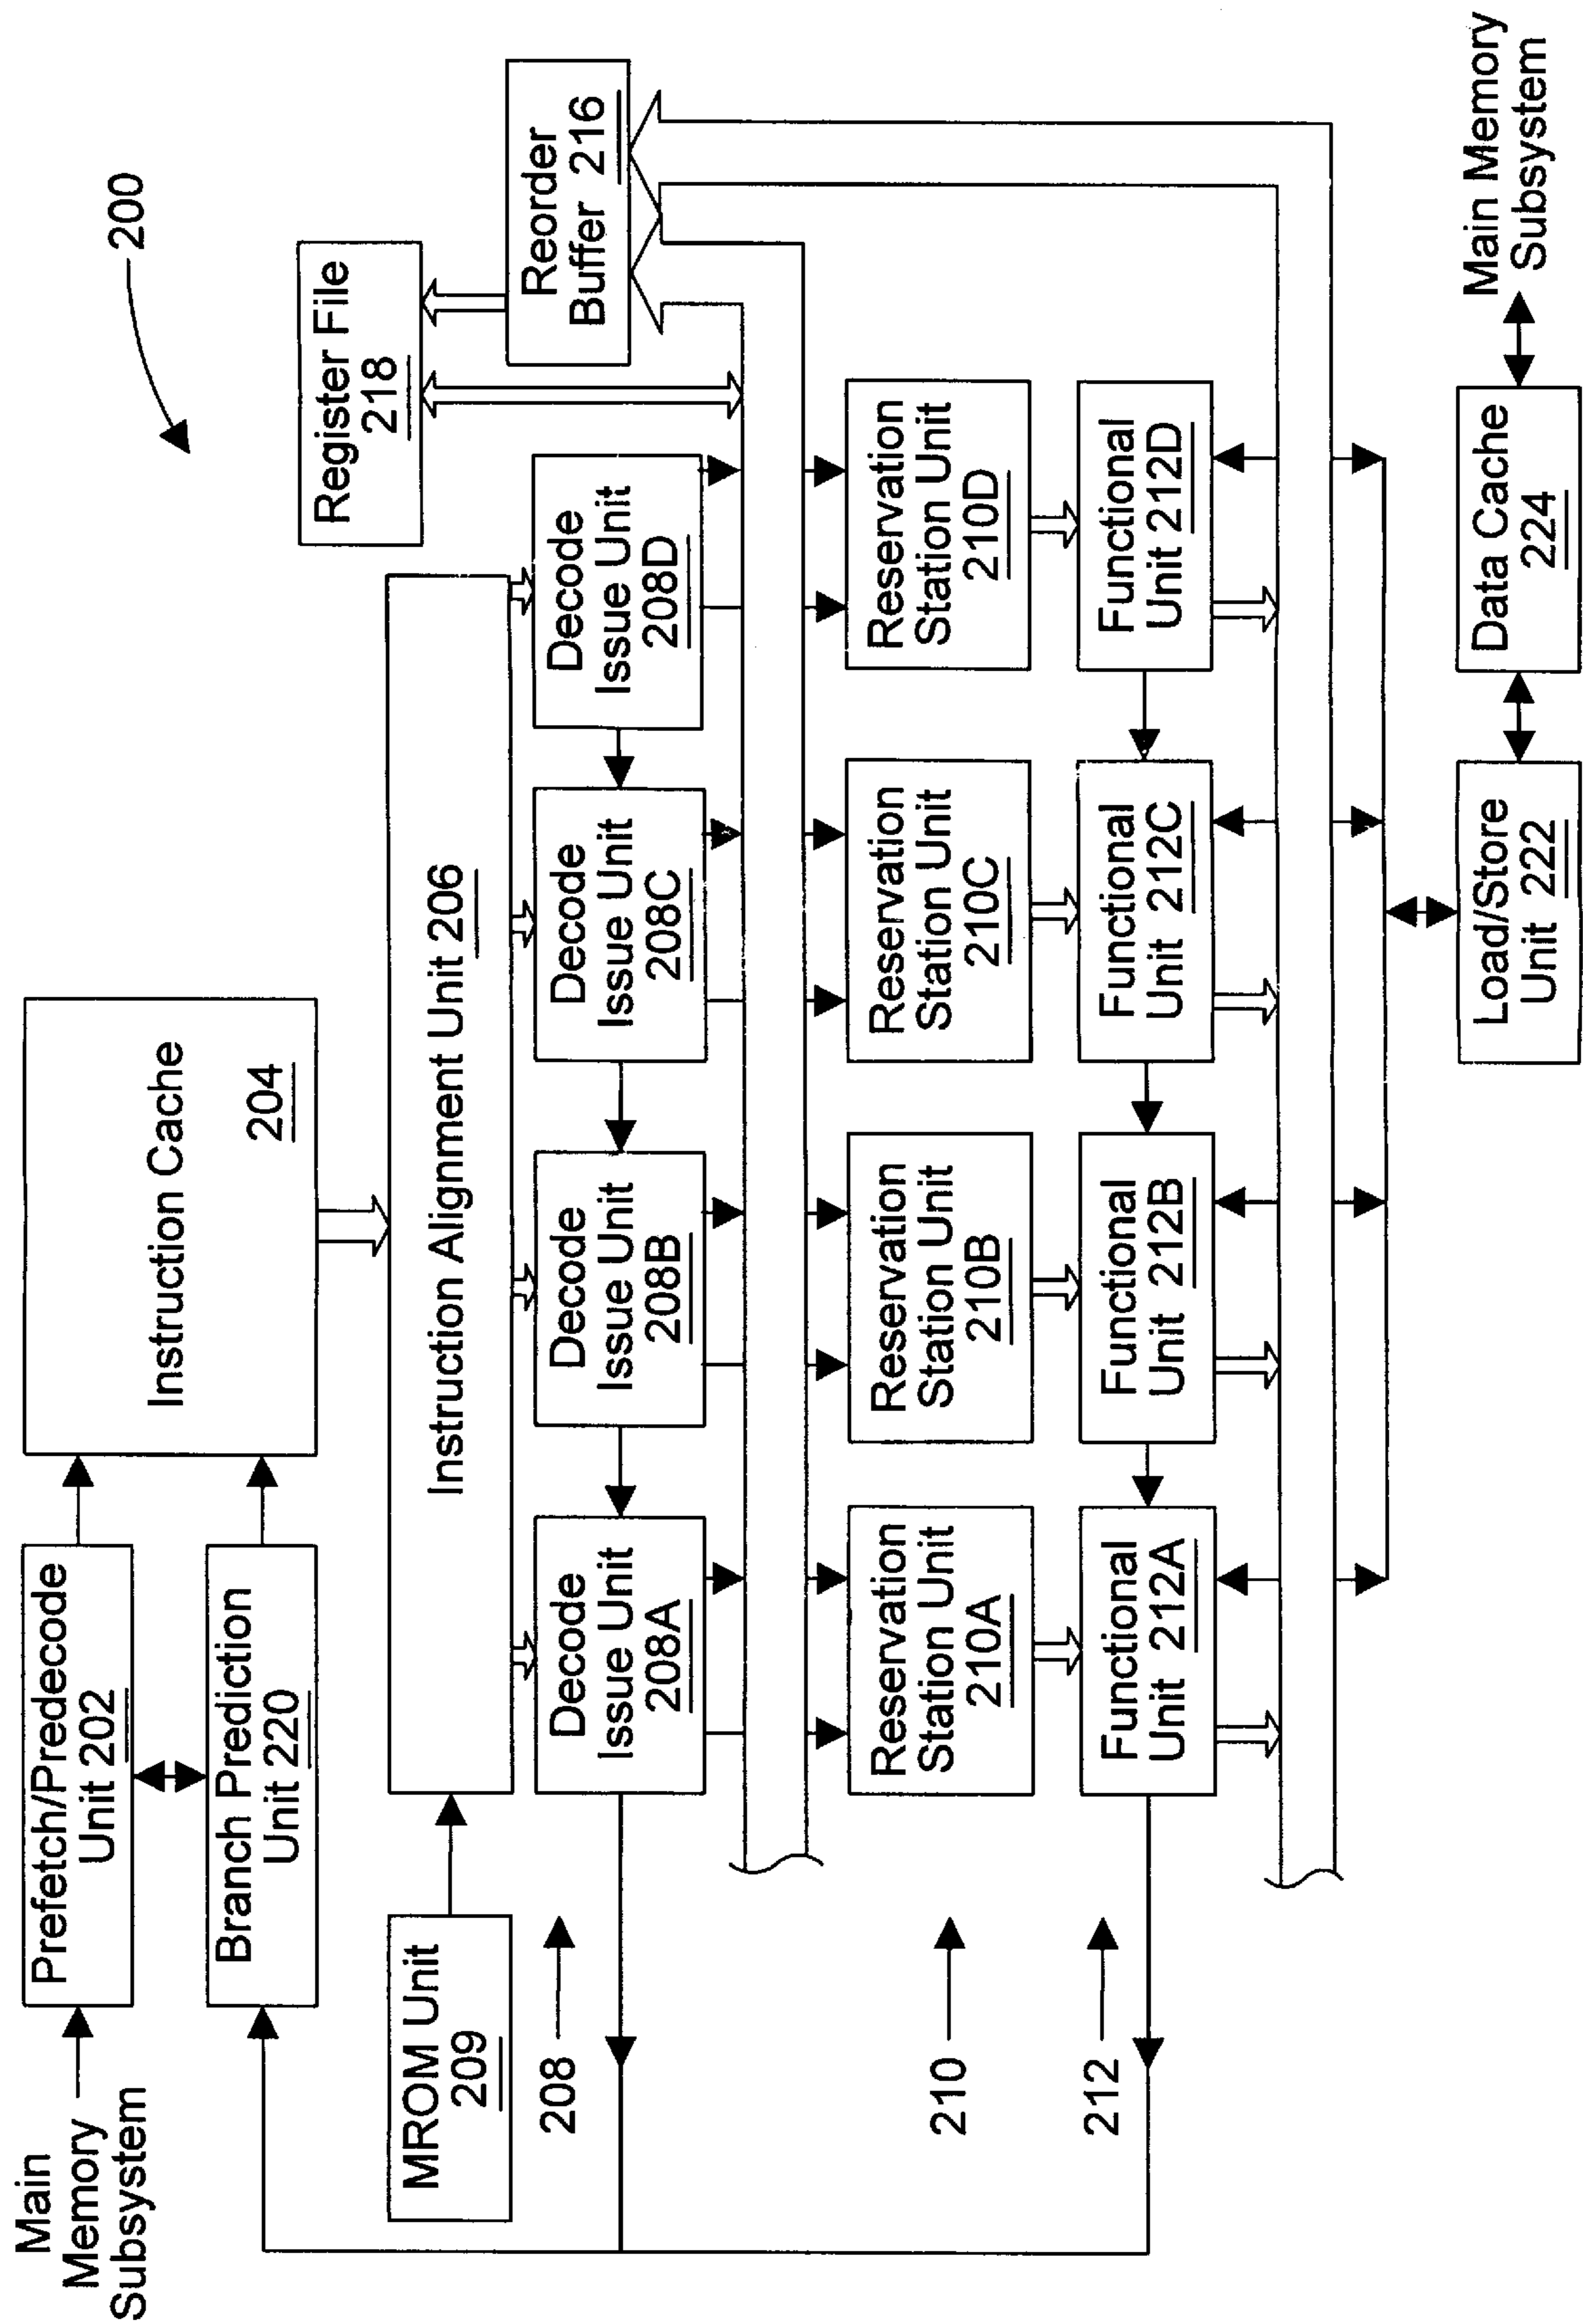 Main
Memory
Subsystem
Prefetch/Predecode
Unit 202
Branch Prediction
Unit 220
Instruction Cache
204
200
Register File
218
Reorder
Buffer 216
MROM Unit
209
Instruction Alignment Unit 206
208
Decode
Issue Unit
208A
Decode
Issue Unit
208B
Decode
Issue Unit
208C
Decode
Issue Unit
208D
210
Reservation
Station Unit
210A
Reservation
Station Unit
210B
Reservation
Station Unit
210C
Reservation
Station Unit
210D
212
Functional
Unit 212A
Functional
Unit 212B
Functional
Unit 212C
Functional
Unit 212D
Load/Store
Unit 222
Data Cache
224
Main Memory
Subsystem